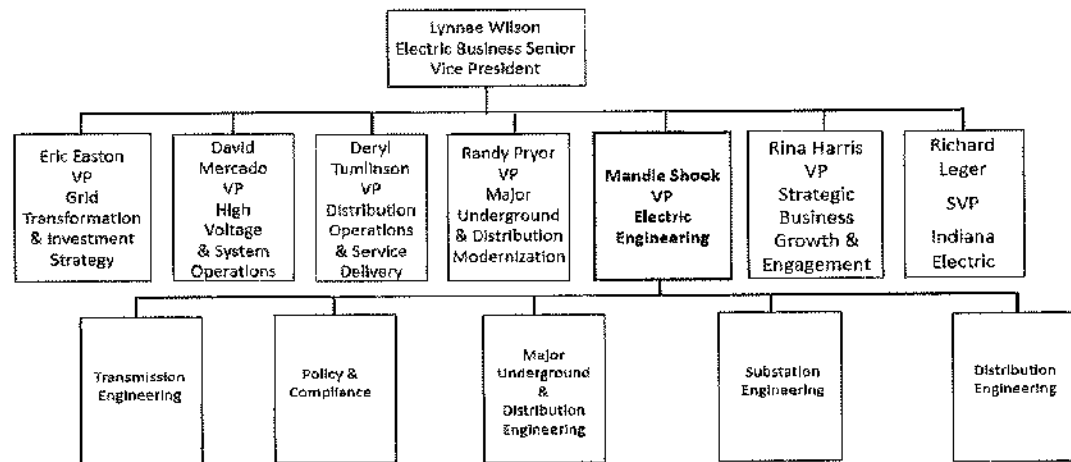 Lynnae Wilson
Electric Business Senior
Vice President
Eric Easton
VP
Grid
Transformation
& Investment
Strategy
David
Mercado
VP
High
Voltage
& System
Operations
Deryl
Tumlinson
VP
Distribution
Operations
& Service
Delivery
Randy Pryor
VP
Major
Underground
& Distribution
Modernization
Mandie Shook
VP
Electric
Engineering
Rina Harris
VP
Strategic
Business
Growth &
Engagement
Richard
Leger
SVP
Indiana
Electric
Transmission
Engineering
Policy &
Compliance
Major
Underground
&
Distribution
Engineering
Substation
Engineering
Distribution
Engineering